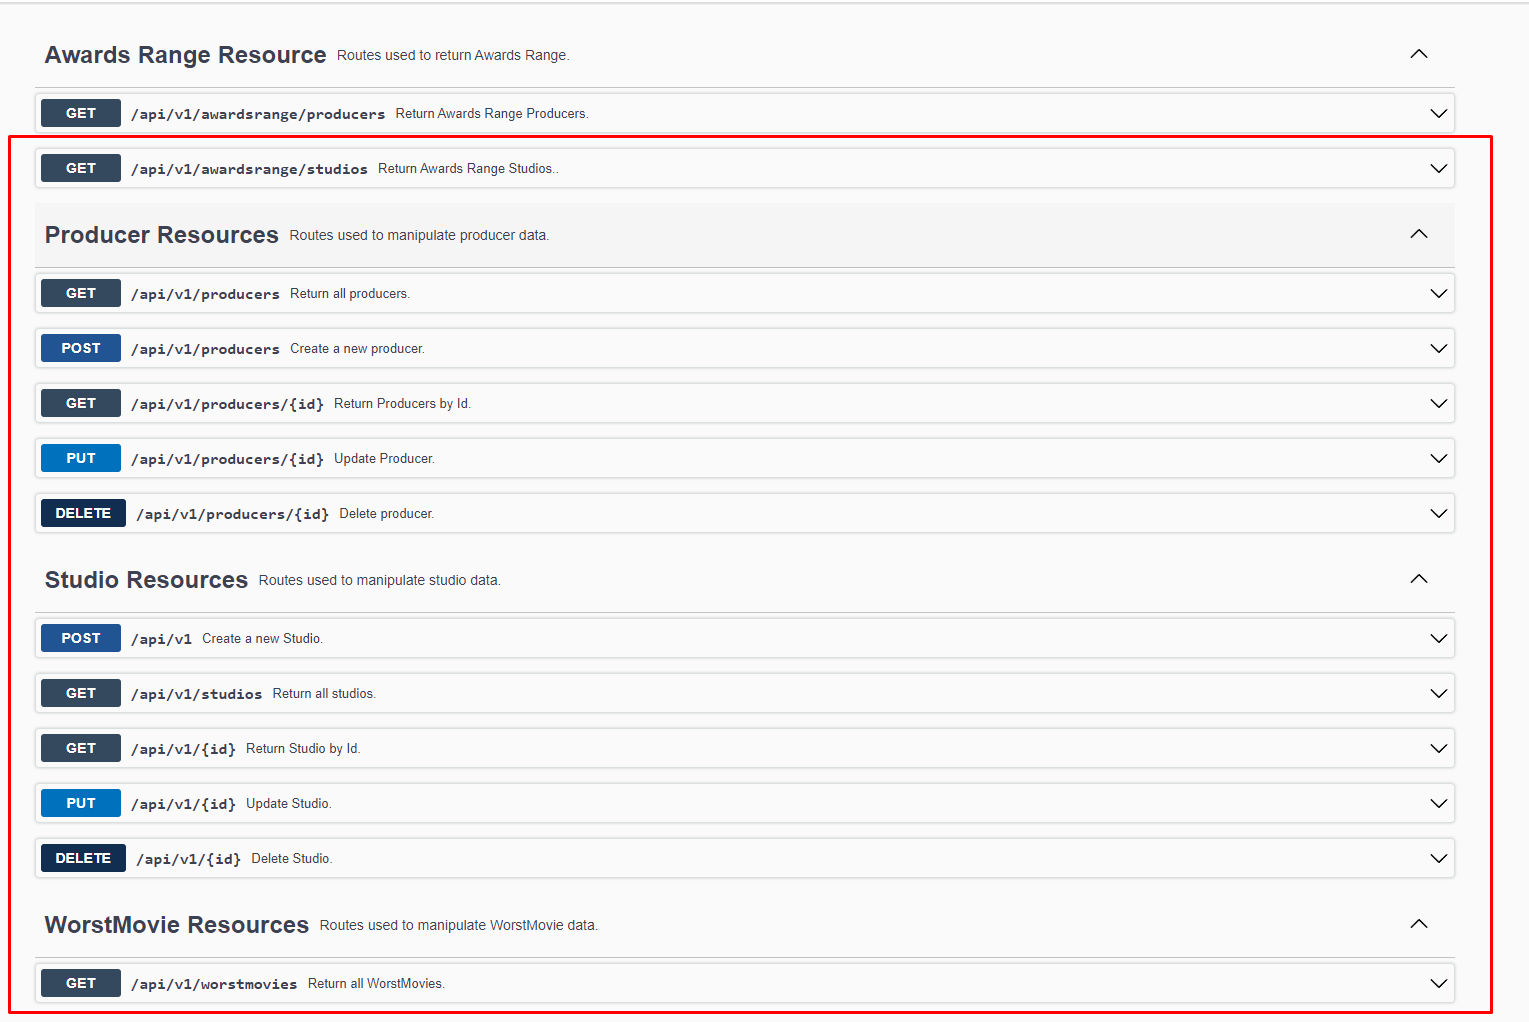 Awards Range Resource Routes used to return Awards Range.
GET /api/v1/awardsrange/producers Return Awards Range Producers.
GET /api/v1/awardsrange/studios Return Awards Range Studios..
Producer Resources Routes used to manipulate producer data.
GET /api/v1/producers Return all producers.
POST /api/v1/producers Create a new producer.
GET /api/v1/producers/{id} Return Producers by Id.
PUT /api/v1/producers/{id} Update Producer.
DELETE /api/v1/producers/{id} Delete producer.
Studio Resources Routes used to manipulate studio data.
POST /api/v1 Create a new Studio.
GET /api/v1/studios Return all studios.
GET /api/v1/{id} Return Studio by Id.
PUT /api/v1/{id} Update Studio.
DELETE /api/v1/{id} Delete Studio.
WorstMovie Resources Routes used to manipulate WorstMovie data.
GET /api/v1/worstmovies Return all WorstMovies.